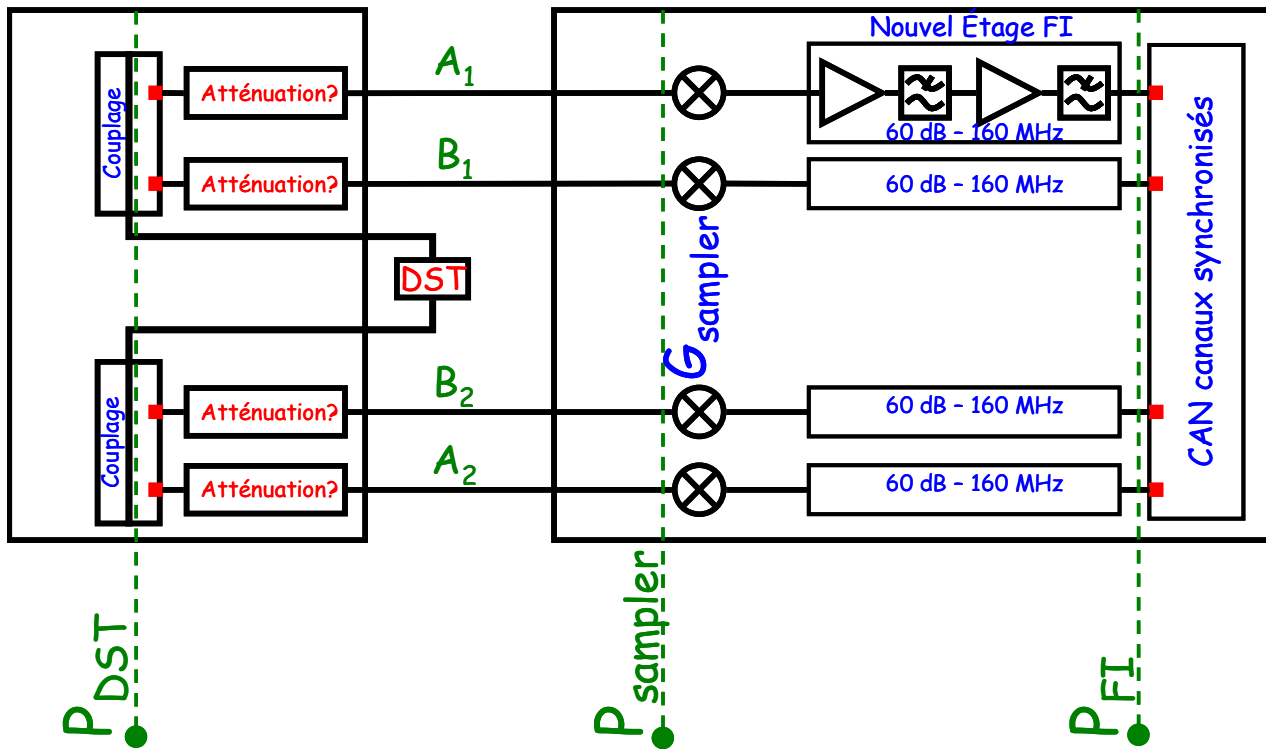 Nouvel Étage FI
Couplage
Atténuation?
A1
60 dB – 160 MHz
Atténuation?
B1
60 dB – 160 MHz
DST
Gsampler
CAN canaux synchronisés
Couplage
Atténuation?
B2
60 dB – 160 MHz
Atténuation?
A2
60 dB – 160 MHz
PDST
Psampler
PFI